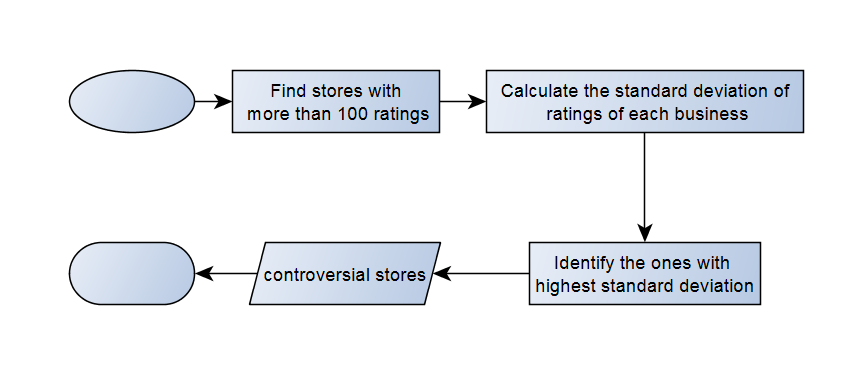 Find stores with
more than 100 ratings
Calculate the standard deviation of
ratings of each business
Identify the ones with
highest standard deviation
controversial stores